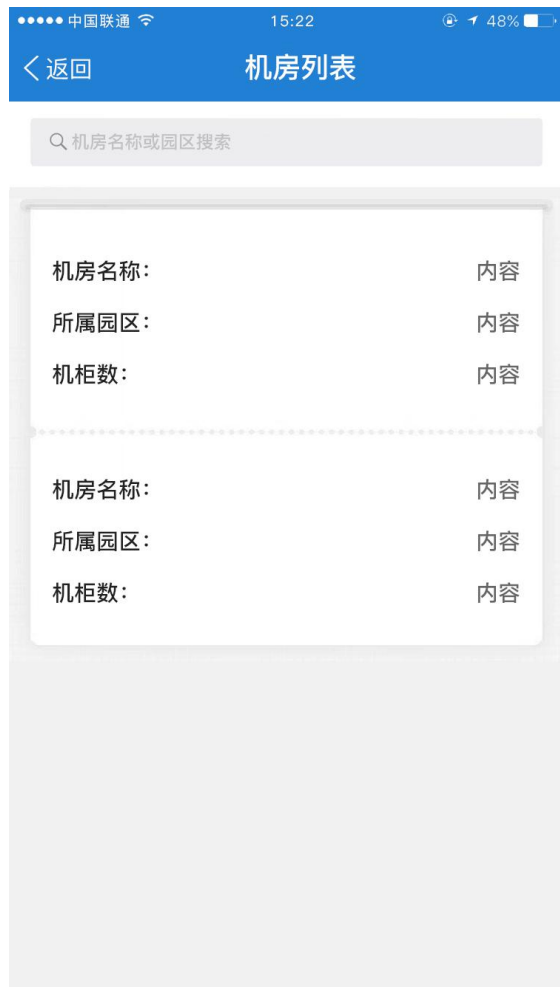 中国联通 15:22 48%
返回 机房列表
机房名称或园区搜索
机房名称: 内容
所属园区: 内容
机柜数: 内容
机房名称: 内容
所属园区: 内容
机柜数: 内容